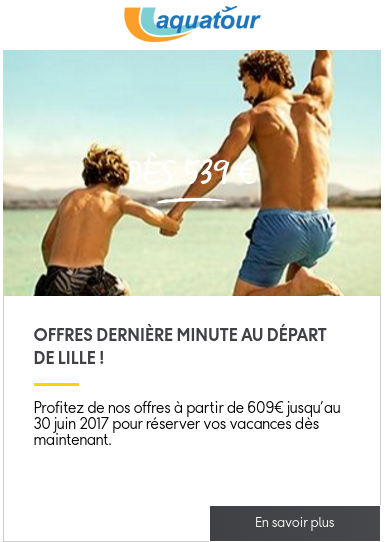 aquatour
DÈS 539 €
OFFRES DERNIÈRE MINUTE AU DÉPART
DE LILLE !
Profitez de nos offres à partir de 609€ jusqu'au
30 juin 2017 pour réserver vos vacances dès
maintenant.
En savoir plus